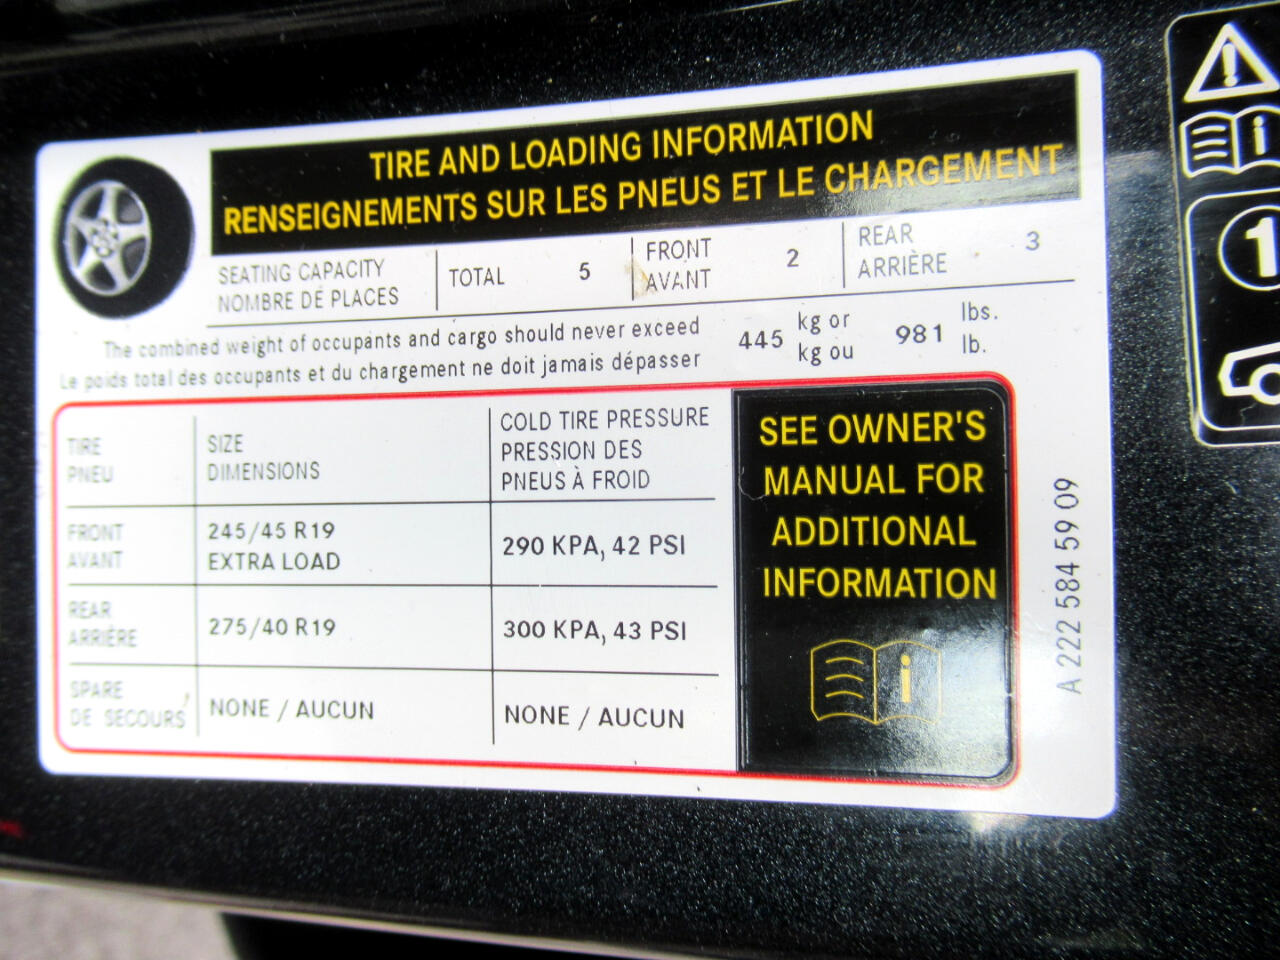 TIRE AND LOADING INFORMATION
RENSEIGNEMENTS SUR LES PNEUS ET LE CHARGEMENT
SEATING CAPACITY
NOMBRE DE PLACES
TOTAL 5
FRONT
AVANT
2
REAR
ARRIÈRE
3
The combined weight of occupants and cargo should never exceed
Le poids total des occupants et du chargement ne doit jamais dépasser
445
kg or
kg ou
981
lbs.
lb.
TIRE
PNEU
SIZE
DIMENSIONS
COLD TIRE PRESSURE
PRESSION DES
PNEUS À FROID
FRONT
AVANT
245/45 R19
EXTRA LOAD
290 KPA, 42 PSI
REAR
ARRIÈRE
275/40 R19
300 KPA, 43 PSI
SPARE
DE SECOURS
NONE / AUCUN
NONE / AUCUN
SEE OWNER'S
MANUAL FOR
ADDITIONAL
INFORMATION
i
A 222 584 59 09
!
i
1